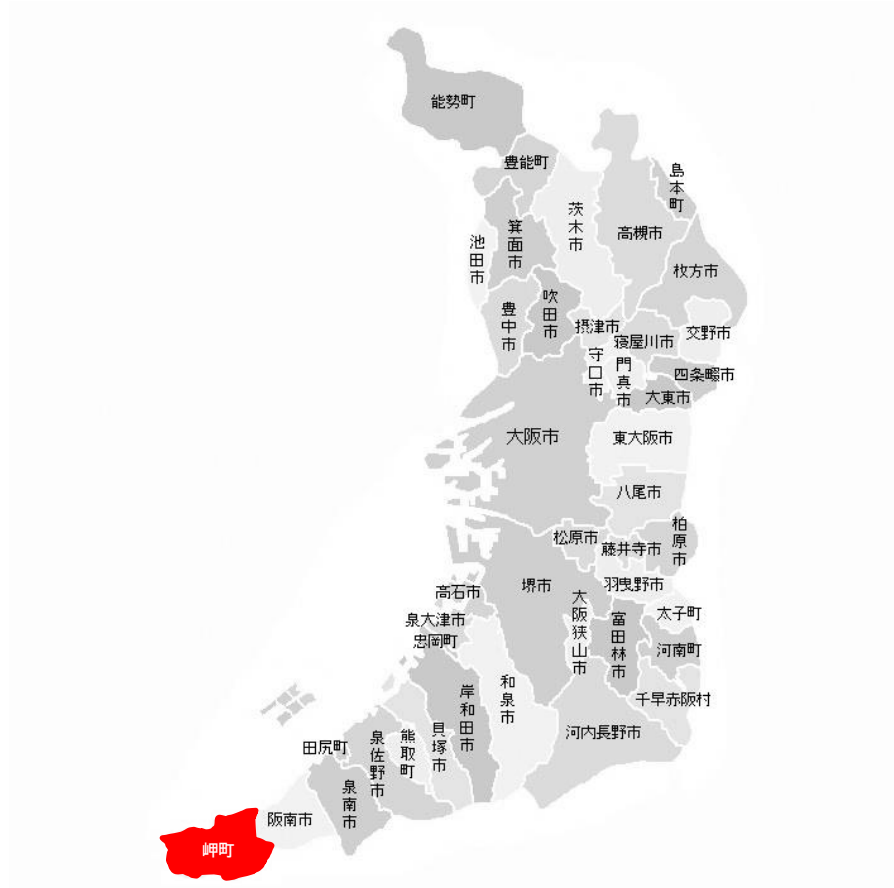 能勢町
豊能町
島本町
茨木市
高槻市
箕面市
池田市
枚方市
吹田市
豊中市
摂津市
交野市
寝屋川市
守口市
門真市
四条畷市
大東市
大阪市
東大阪市
八尾市
柏原市
松原市
藤井寺市
羽曳野市
堺市
高石市
大阪狭山市
太子町
泉大津市
富田林市
忠岡町
河南町
和泉市
岸和田市
千早赤阪村
貝塚市
熊取町
泉佐野市
河内長野市
田尻町
泉南市
阪南市
岬町